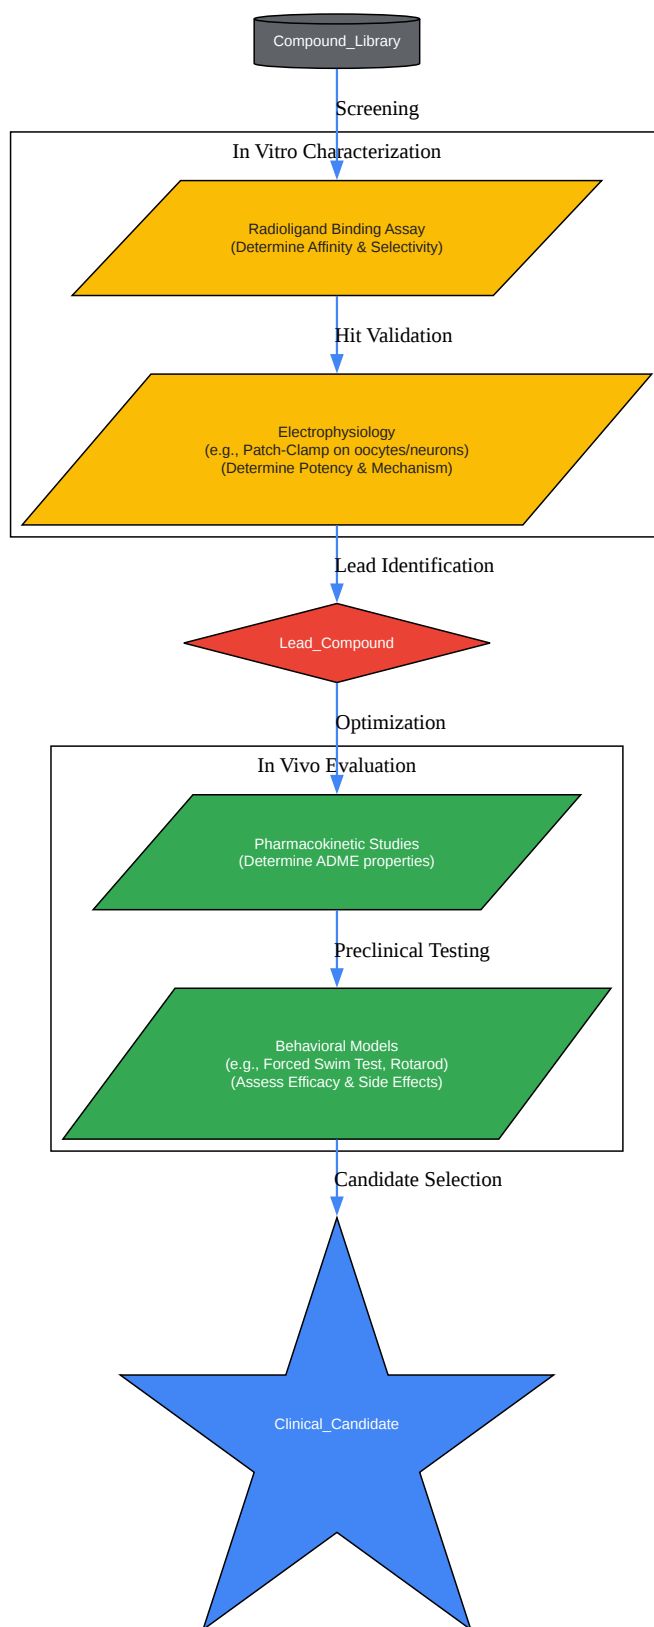 Compound_Library
Screening
In Vitro Characterization
Radioligand Binding Assay
(Determine Affinity & Selectivity)
Hit Validation
Electrophysiology
(e.g., Patch-Clamp on oocytes/neurons)
(Determine Potency & Mechanism)
Lead Identification
Lead_Compound
Optimization
In Vivo Evaluation
Pharmacokinetic Studies
(Determine ADME properties)
Preclinical Testing
Behavioral Models
(e.g., Forced Swim Test, Rotarod)
(Assess Efficacy & Side Effects)
Candidate Selection
Clinical_Candidate